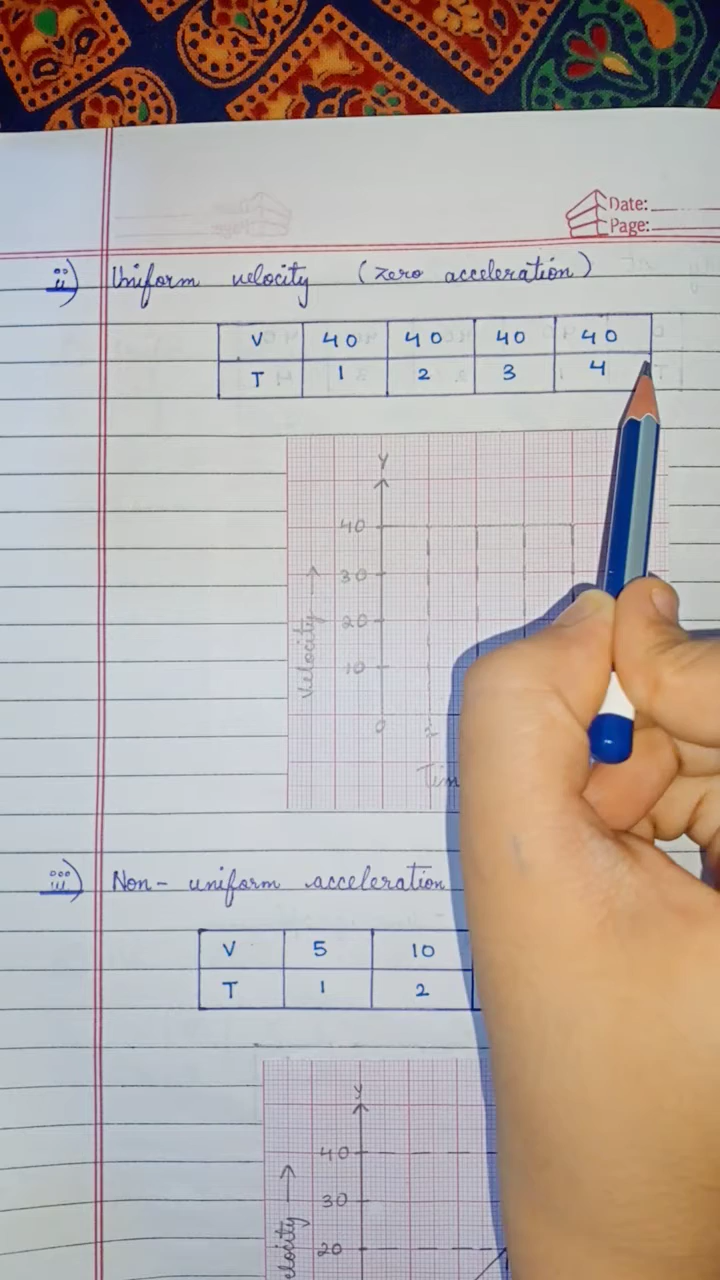 Date:
Page:
ii) Uniform velocity (zero acceleration)
V 40 40 40 40
T 1 2 3 4
Y
40
30
20
10
Velocity →
0
iii) Non-uniform acceleration
V 5 10
T 1 2
Y
40
30
20